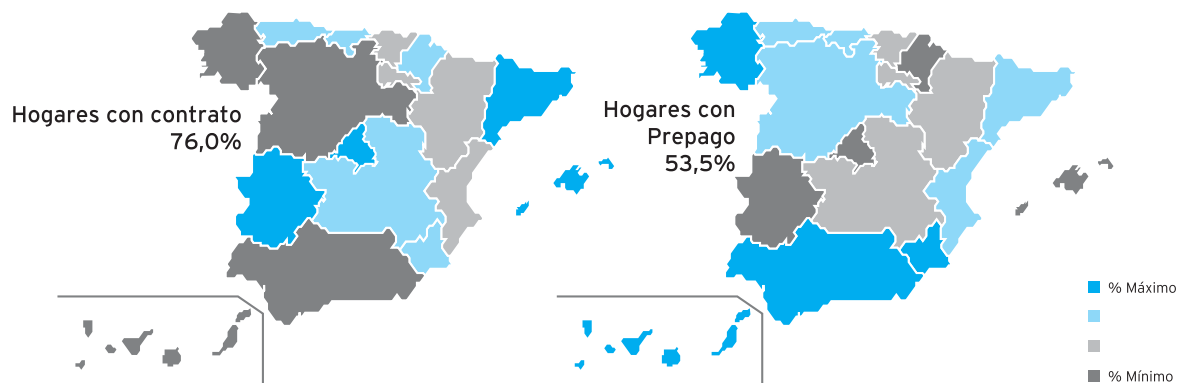 Hogares con contrato
76,0%
Hogares con
Prepago
53,5%
% Máximo
% Mínimo